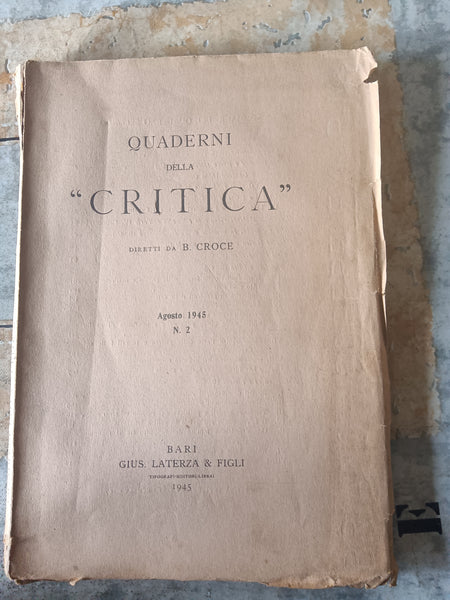 QUADERNI
DELLA
“CRITICA”
DIRETTI DA B. CROCE
Agosto 1945
N. 2
BARI
GIUS. LATERZA & FIGLI
TIPOGRAFI-EDITORI-LIBRAI
1945